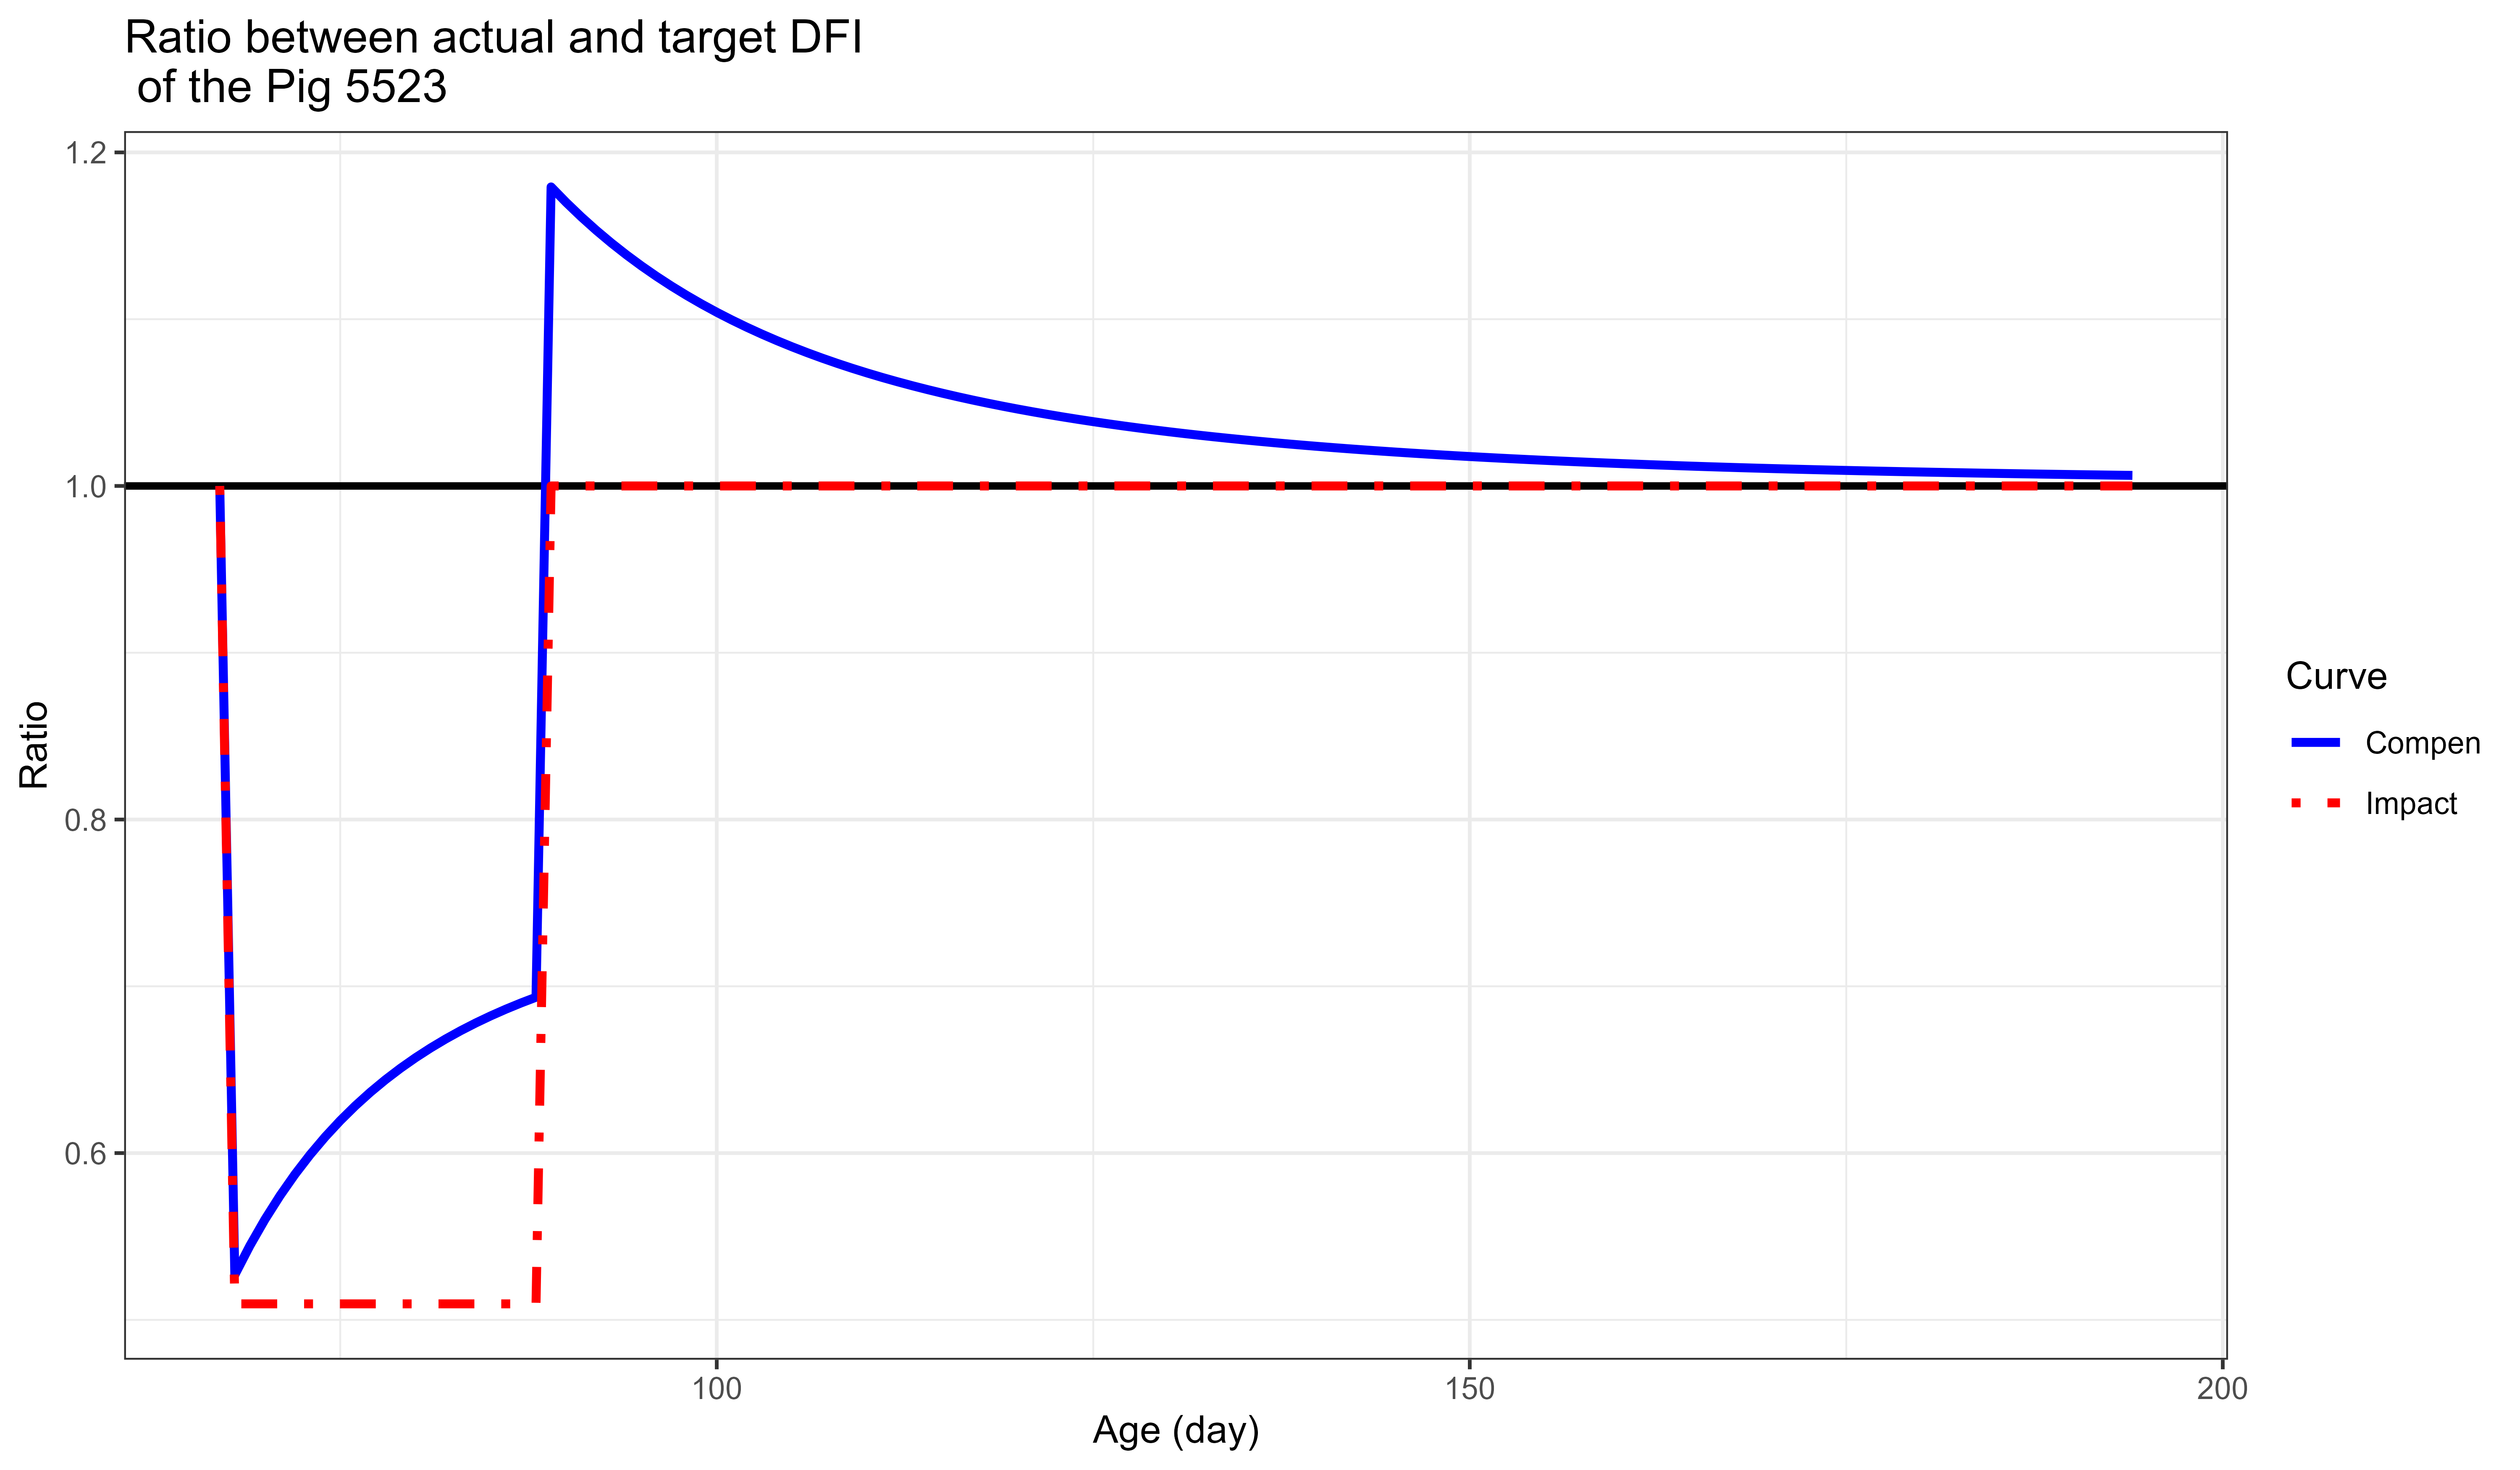 Ratio between actual and target DFI
of the Pig 5523
1.2
1.0
0.8
0.6
Ratio
100
150
200
Age (day)
Curve
Compen
Impact